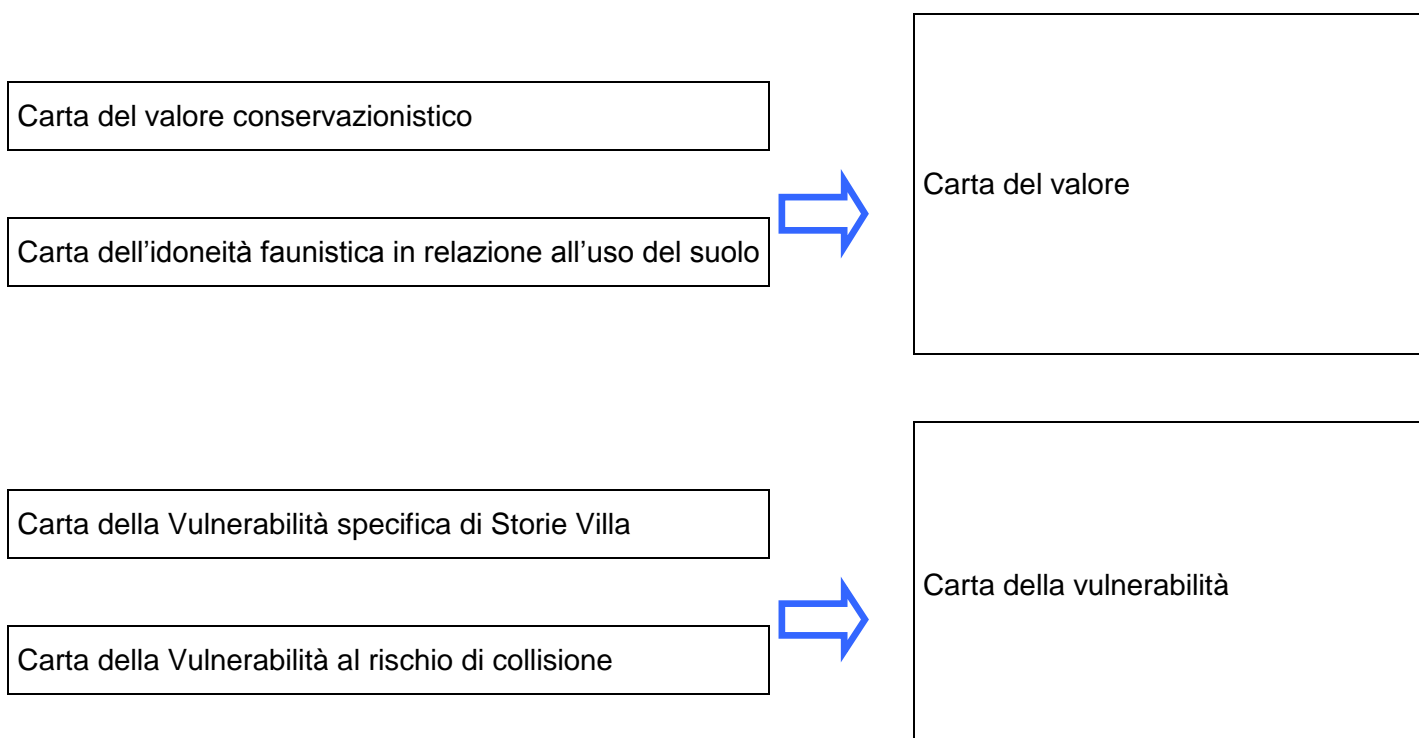 Carta del valore conservazionistico
Carta dell’idoneità faunistica in relazione all’uso del suolo
Carta del valore
Carta della Vulnerabilità specifica di Storie Villa
Carta della Vulnerabilità al rischio di collisione
Carta della vulnerabilità